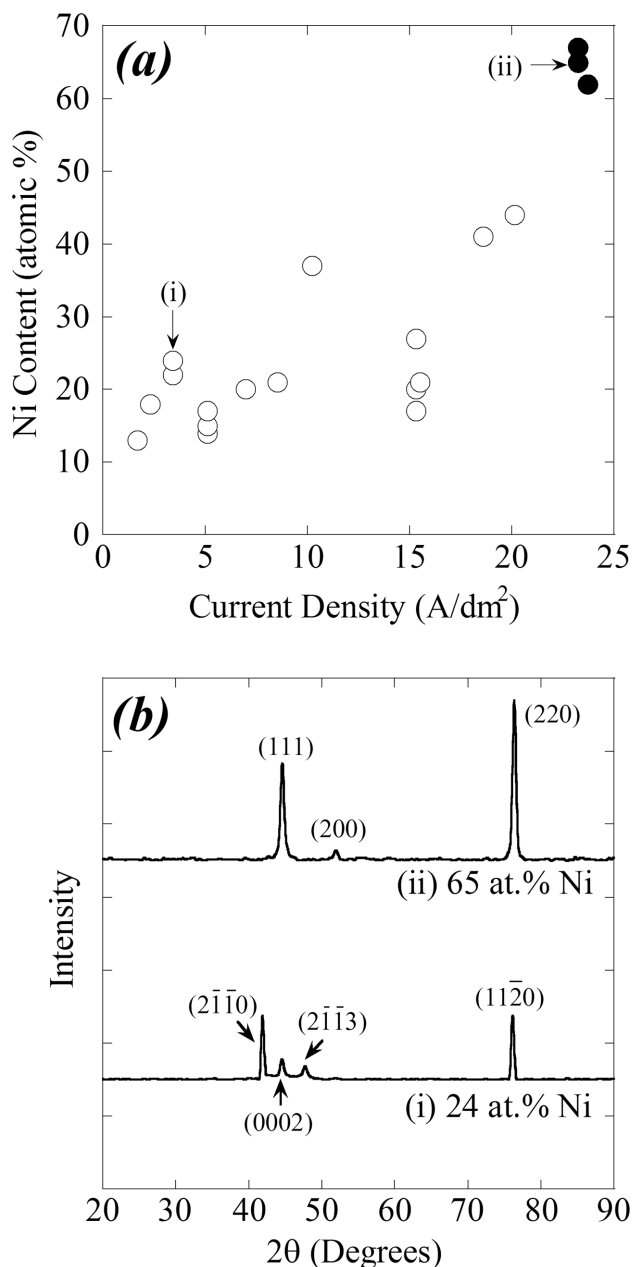 (a)
70
60
50
40
30
20
10
0
Ni Content (atomic %)
(ii)
(i)
0 5 10 15 20 25
Current Density (A/dm²)
(b)
(111)
(200)
(220)
(ii) 65 at.% Ni
Intensity
(21̄1̄0)
(21̄1̄3)
(112̄0)
(0002)
(i) 24 at.% Ni
20 30 40 50 60 70 80 90
2θ (Degrees)